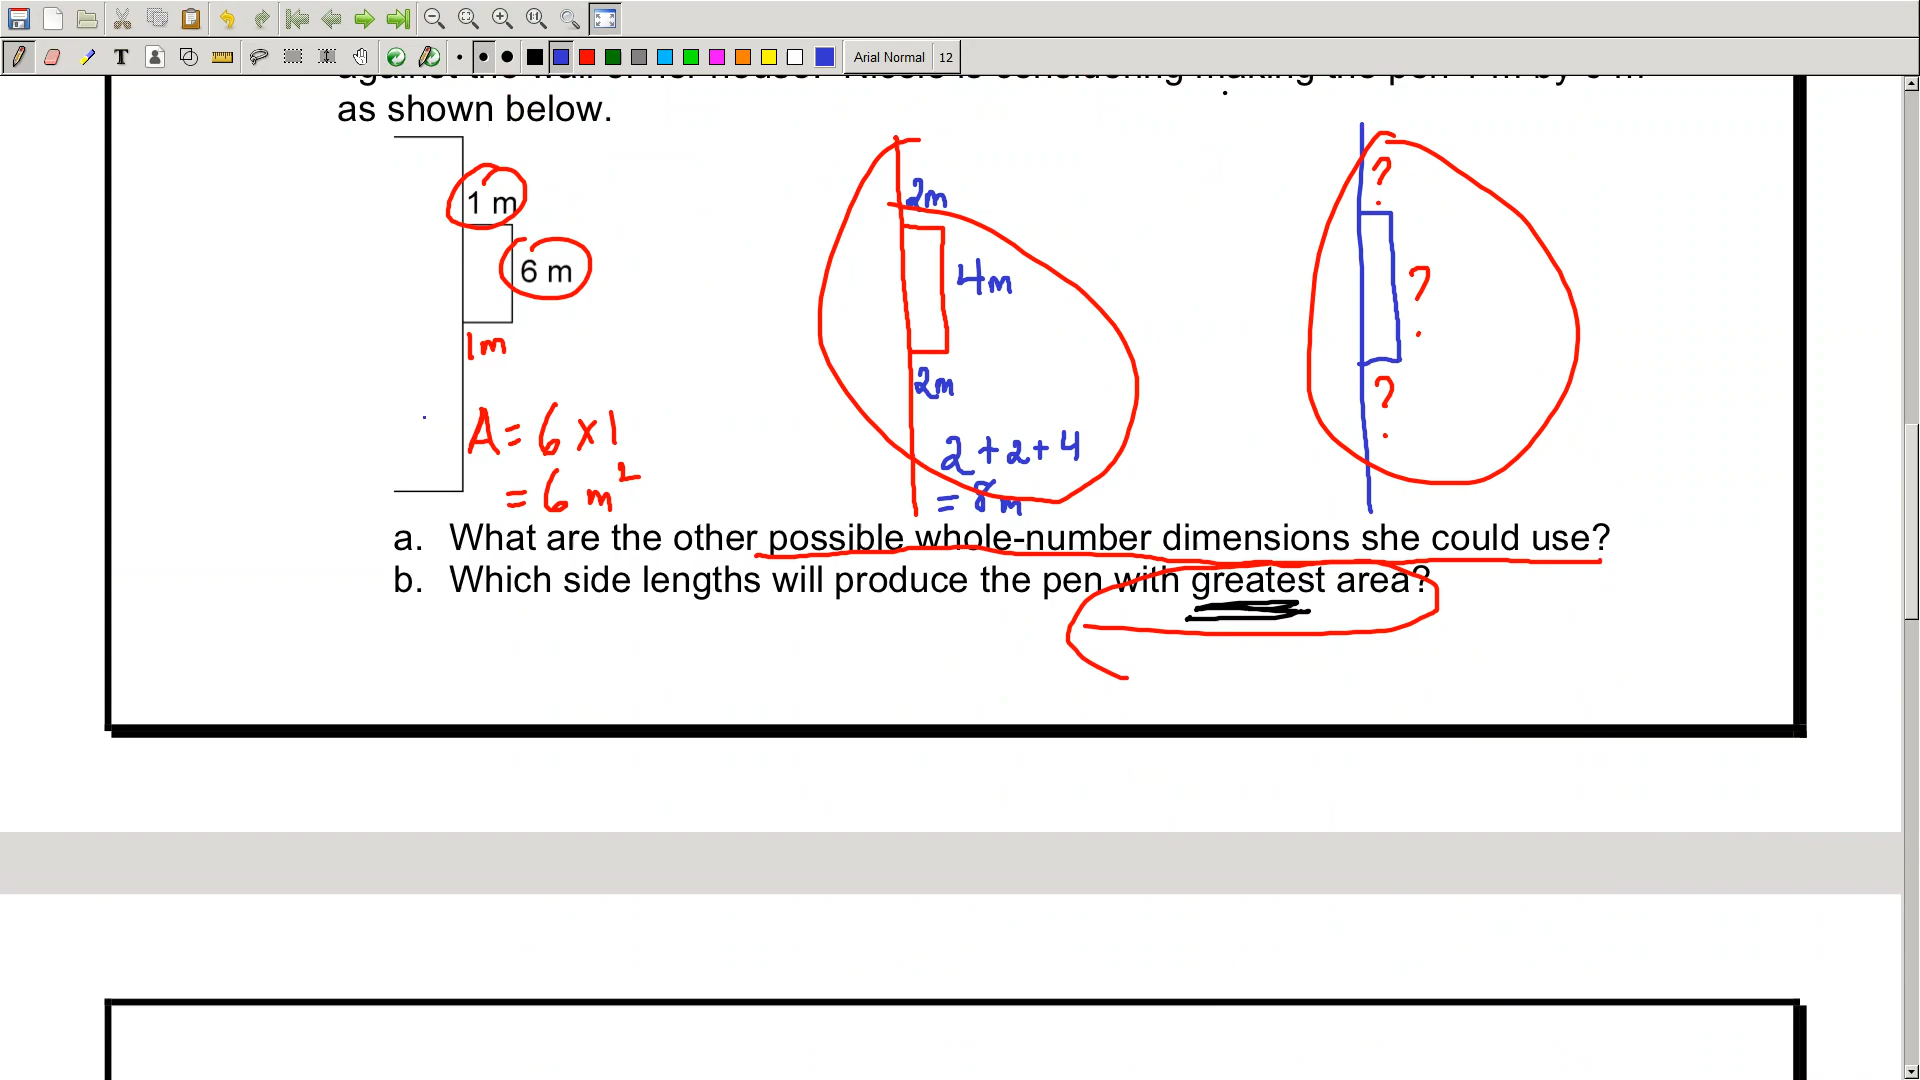 Arial Normal 12
as shown below.
1 m
6 m
1m
A = 6 x 1
= 6 m²
2m
4m
2m
2 + 2 + 4
= 8m
?
?
?
a. What are the other possible whole-number dimensions she could use?
b. Which side lengths will produce the pen with greatest area?